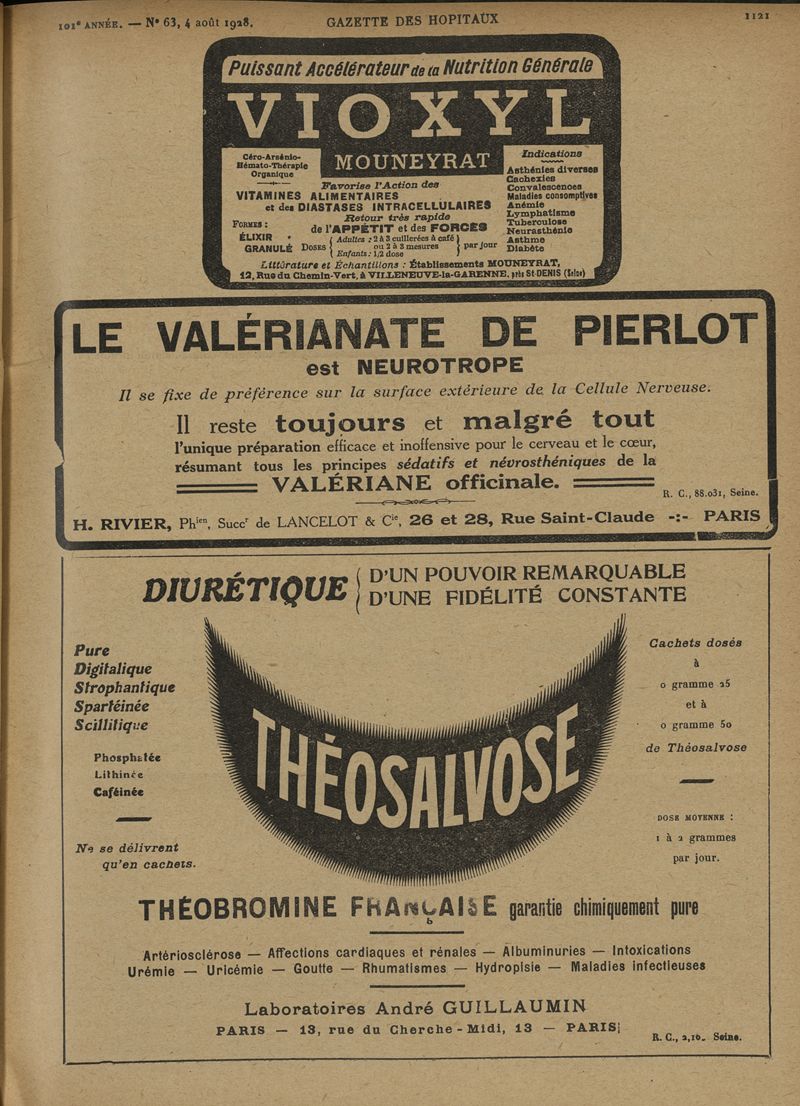 101e ANNÉE. — No 63, 4 août 1928.
GAZETTE DES HOPITAUX
1121
Puissant Accélérateur de la Nutrition Générale
VIOXYL
MOUNEYRAT
Céro-Arsénio-
Hémato-Thérapie
Organique
Favorise l'Action des
VITAMINES ALIMENTAIRES
et des DIASTASES INTRACELLULAIRES
Retour très rapide
de l'APPÉTIT et des FORCES
FORMES :
ÉLIXIR
GRANULÉ
DOSES
Adultes : 2 à 3 cuillerées à café
ou 2 à 3 mesures
Enfants : 1/2 dose
par jour
Indications
Asthénies diverses
Cachexies
Convalescences
Maladies consomptives
Anémie
Lymphatisme
Tuberculose
Neurasthénie
Asthme
Diabète
Littérature et Échantillons : Établissements MOUNEYRAT,
12, Rue du Chemin-Vert, à VILLENEUVE-la-GARENNE, près St-DENIS (Seine)
LE VALÉRIANATE DE PIERLOT
est NEUROTROPE
Il se fixe de préférence sur la surface extérieure de la Cellule Nerveuse.
Il reste toujours et malgré tout
l'unique préparation efficace et inoffensive pour le cerveau et le cœur,
résumant tous les principes sédatifs et névrosthéniques de la
VALÉRIANE officinale.
R. C., 88.031, Seine.
H. RIVIER, Phien, Succr de LANCELOT & Cie, 26 et 28, Rue Saint-Claude -:- PARIS
DIURÉTIQUE
D'UN POUVOIR REMARQUABLE
D'UNE FIDÉLITÉ CONSTANTE
Pure
Digitalique
Strophantique
Spartéinée
Scillitique
Phosphatée
Lithinée
Caféinée
Ne se délivrent
qu'en cachets.
THÉOSALVOSE
Cachets dosés
à
0 gramme 25
et à
0 gramme 50
de Théosalvose
DOSE MOYENNE :
1 à 2 grammes
par jour.
THÉOBROMINE FRANÇAISE garantie chimiquement pure
Artériosclérose — Affections cardiaques et rénales — Albuminuries — Intoxications
Urémie — Uricémie — Goutte — Rhumatismes — Hydropisie — Maladies infectieuses
Laboratoires André GUILLAUMIN
PARIS — 13, rue du Cherche-Midi, 13 — PARIS
R. C., Seine.